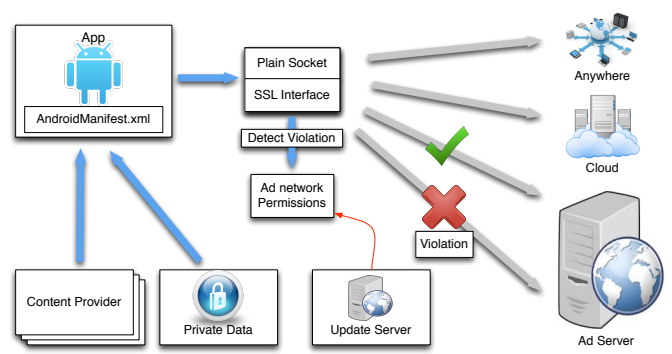 App
AndroidManifest.xml
Plain Socket
SSL Interface
Detect Violation
Ad network
Permissions
Anywhere
Cloud
Violation
Content Provider
Private Data
Update Server
Ad Server